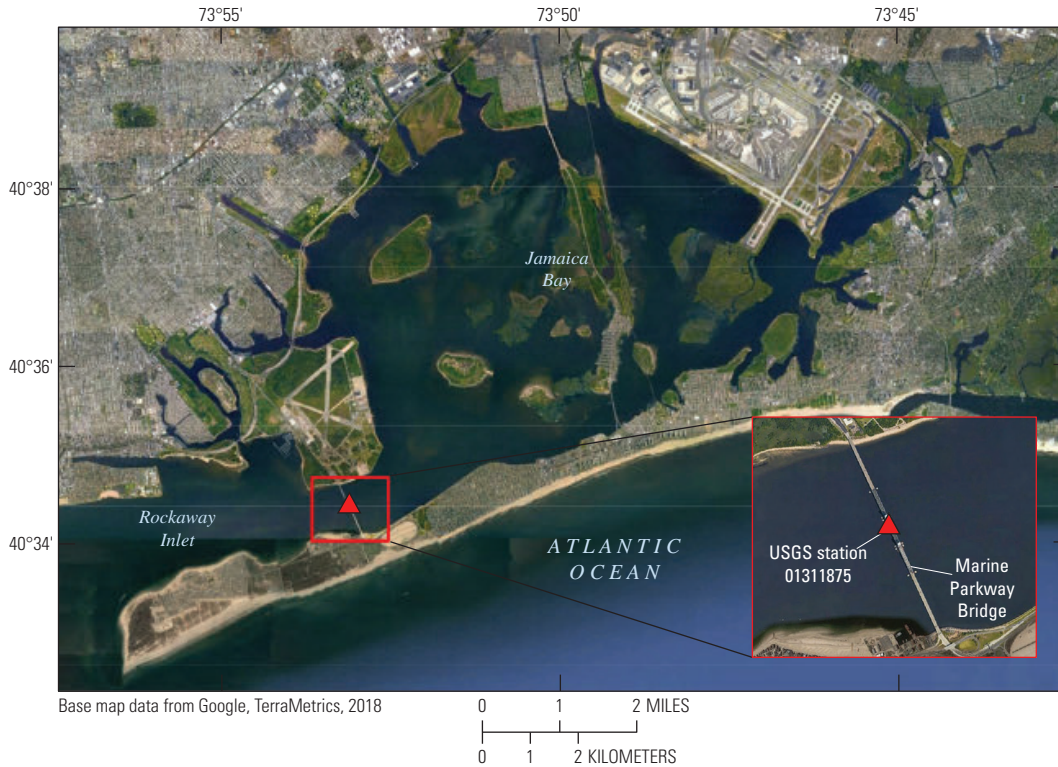 73°55'
73°50'
73°45'
40°38'
Jamaica
Bay
40°36'
Rockaway
Inlet
40°34'
ATLANTIC
OCEAN
USGS station
01311875
Marine
Parkway
Bridge
Base map data from Google, TerraMetrics, 2018
0 1 2 MILES
0 1 2 KILOMETERS